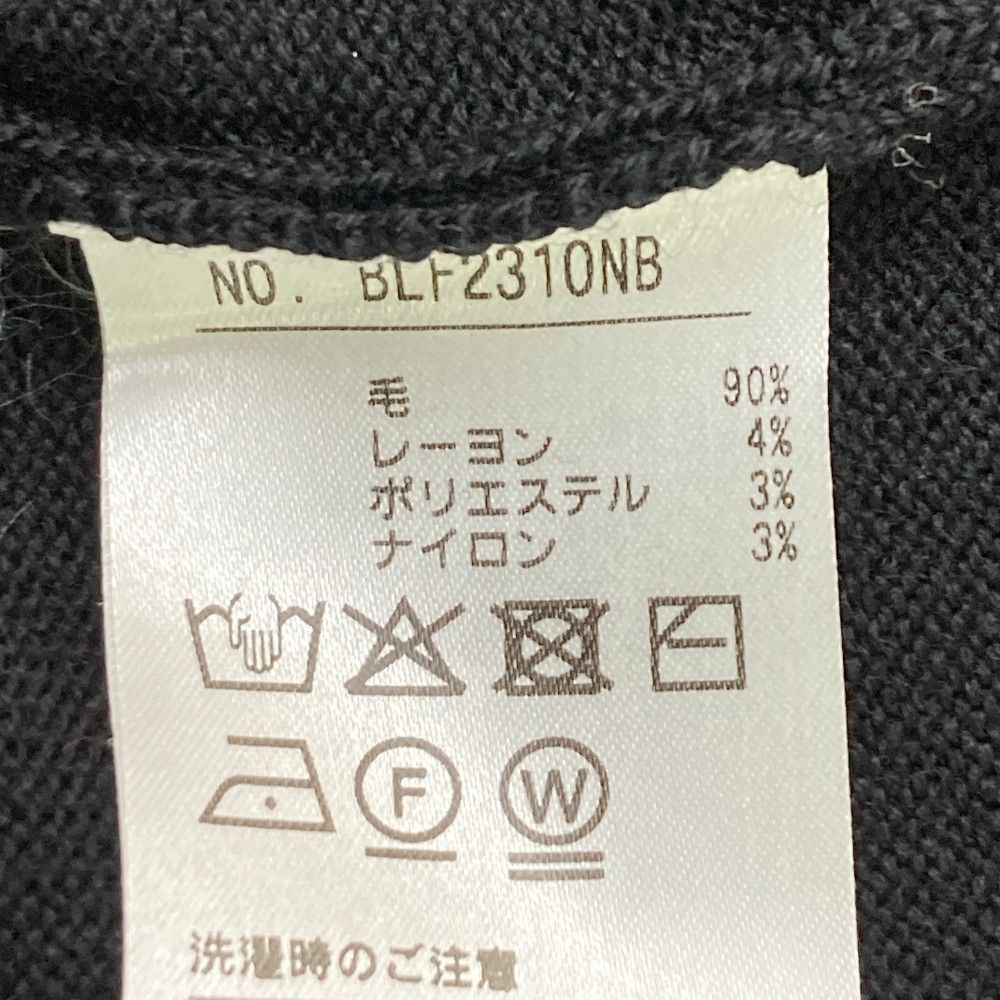 NO. BLF2310NB
毛 90%
レーヨン 4%
ポリエステル 3%
ナイロン 3%
F W
洗濯時のご注意